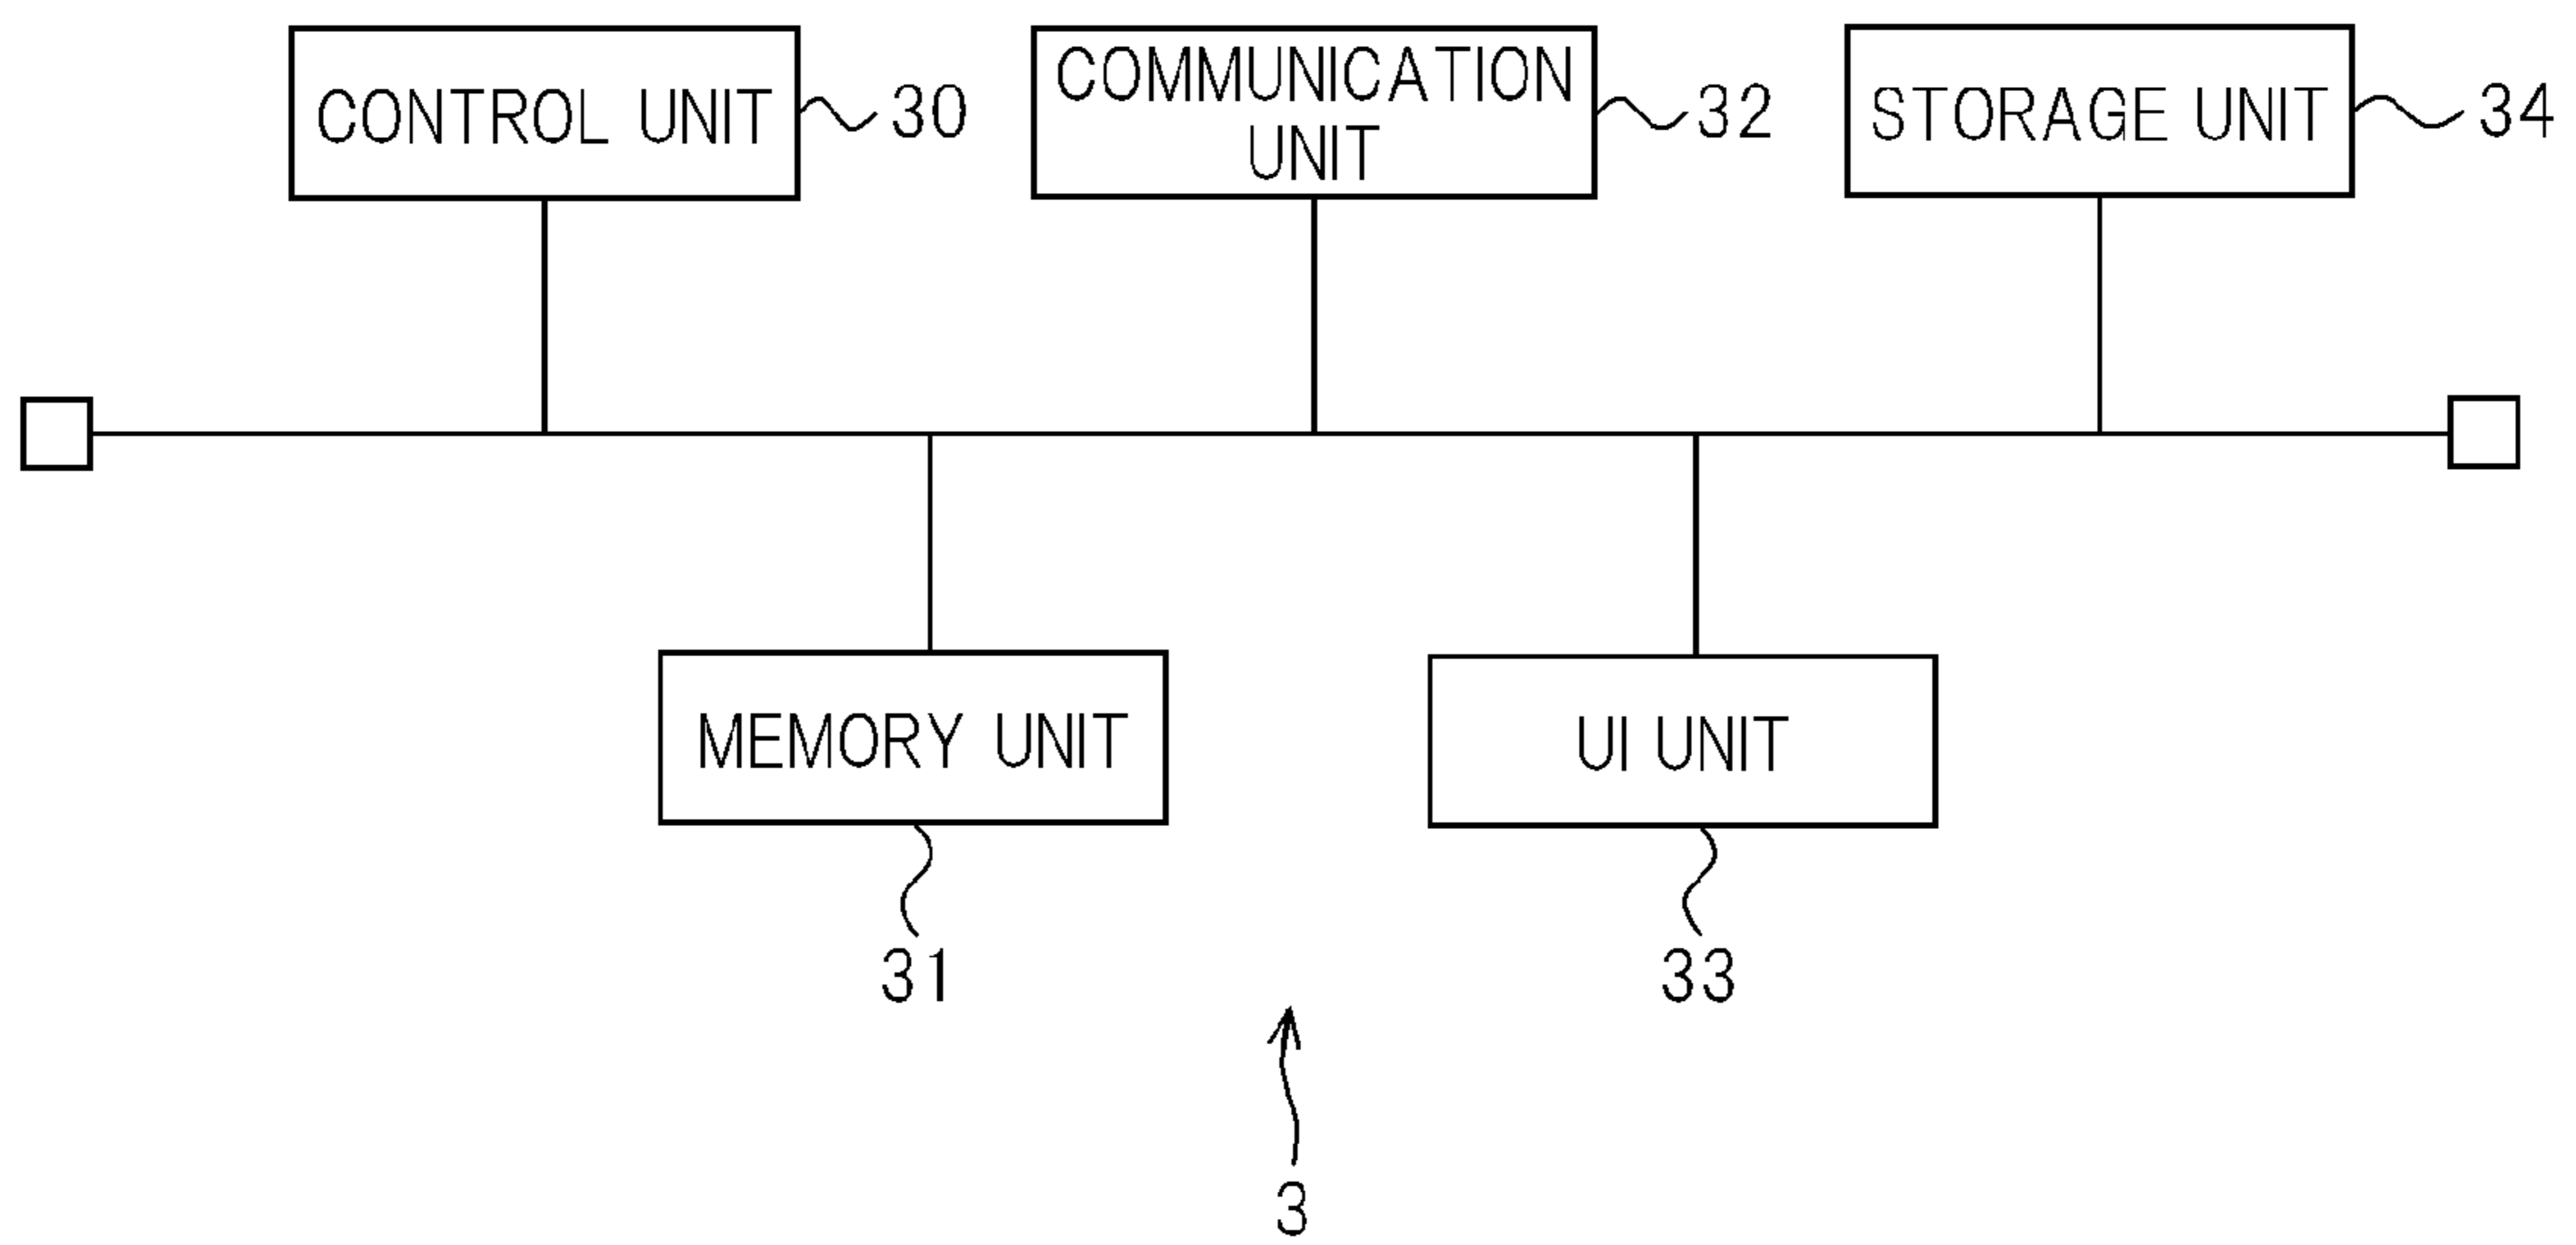 CONTROL UNIT
30
COMMUNICATION
UNIT
32
STORAGE UNIT
34
MEMORY UNIT
31
UI UNIT
33
3